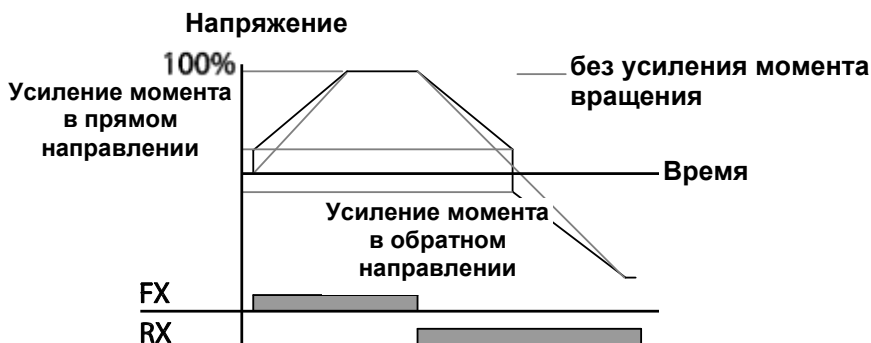 Напряжение
100%
Усиление момента
в прямом
направлении
без усиления момента
вращения
Время
Усиление момента
в обратном
направлении
FX
RX